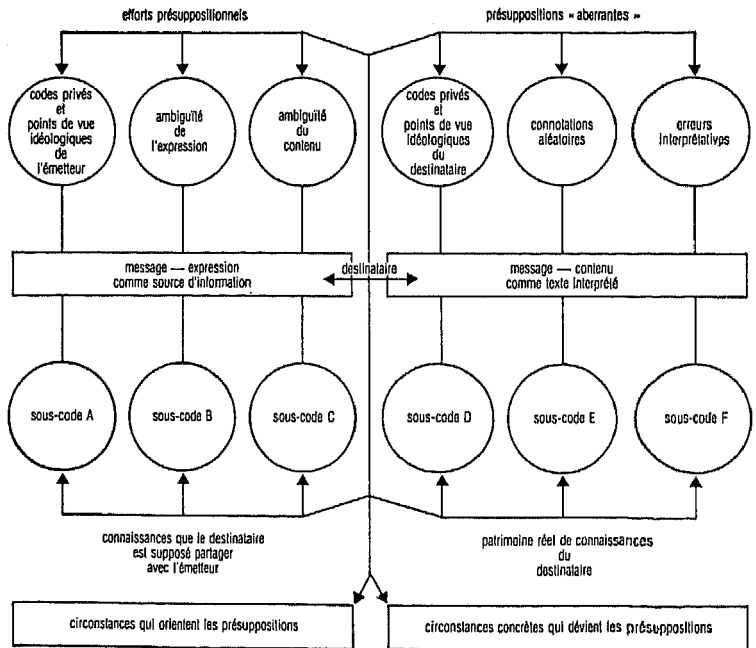 efforts présuppositionnels
présuppositions « aberrantes »
codes privés
et
points de vue
idéologiques
de
l'émetteur
ambiguïté
de
l'expression
ambiguïté
du
contenu
codes privés
et
points de vue
idéologiques
du
destinataire
connotations
aléatoires
erreurs
interprétativps
message — expression
comme source d'information
destinataire
message — contenu
comme texte interprété
sous-code A
sous-code B
sous-code C
sous-code D
sous-code E
sous-code F
connaissances que le destinataire
est supposé partager
avec l'émetteur
patrimoine réel de connaissances
du
destinataire
circonstances qui orientent les présuppositions
circonstances concrètes qui dévient les présuppositions